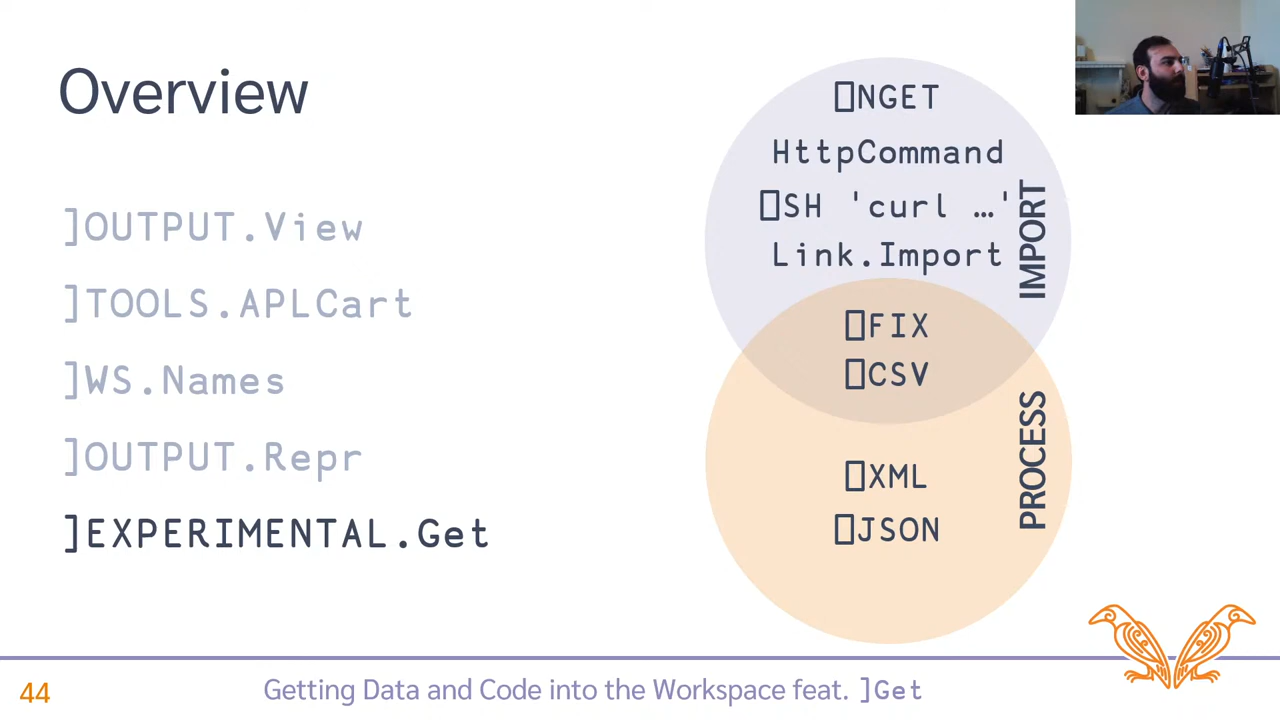 Overview
]OUTPUT.View
]TOOLS.APLCart
]WS.Names
]OUTPUT.Repr
]EXPERIMENTAL.Get
⎕NGET
HttpCommand
⎕SH 'curl …'
Link.Import
IMPORT
⎕FIX
⎕CSV
⎕XML
⎕JSON
PROCESS
44
Getting Data and Code into the Workspace feat. ]Get